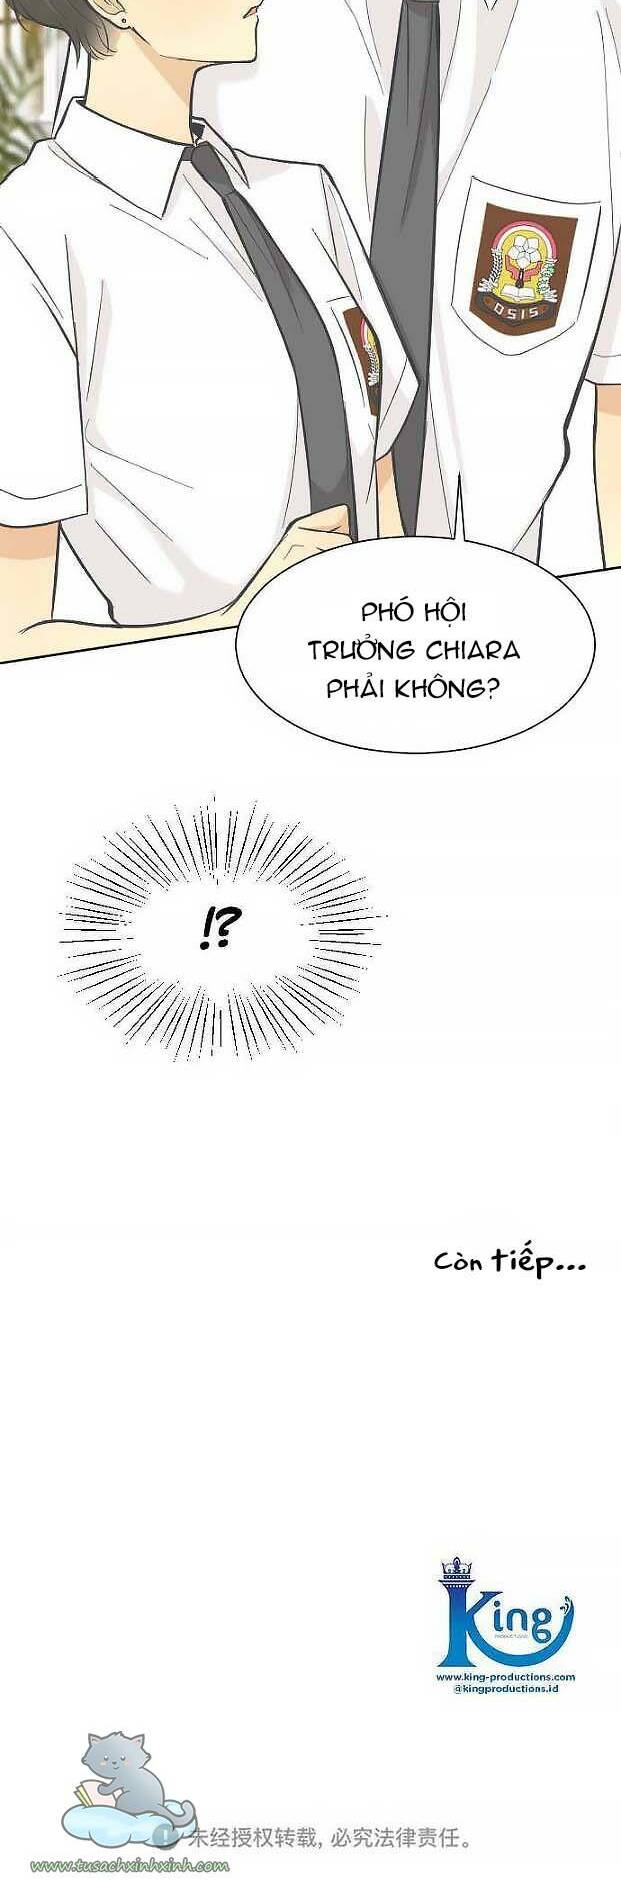 OSIS
PHÓ HỘI
TRƯỞNG CHIARA
PHẢI KHÔNG?
!?
Còn tiếp...
King
PRODUCTIONS
www.king-productions.com
@kingproductions.id
未经授权转载，必究法律责任。
www.tusachxinhxinh.com